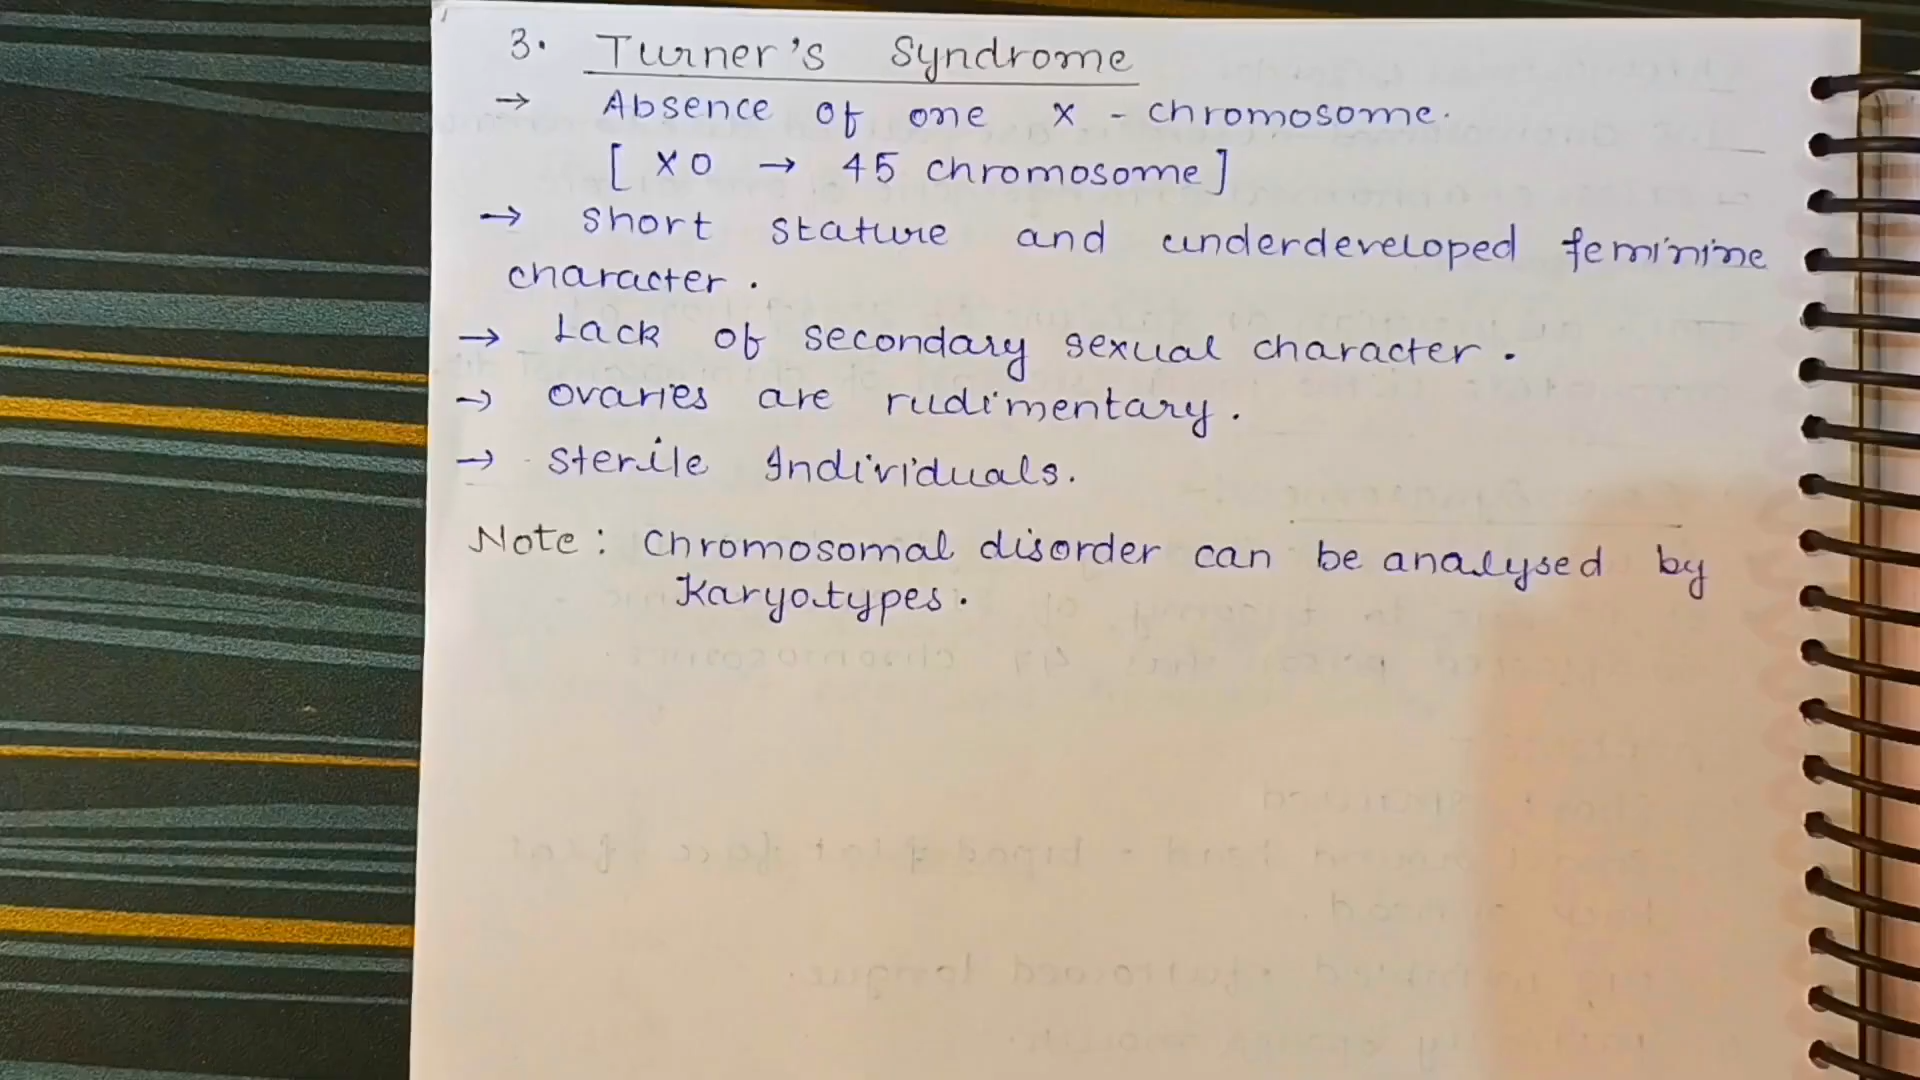 3. Turner's Syndrome
→ Absence of one X - chromosome.
[ XO → 45 chromosome]
→ short stature and underdeveloped feminine
character.
→ Lack of secondary sexual character.
→ ovaries are rudimentary.
→ sterile Individuals.
Note: Chromosomal disorder can be analysed by
Karyotypes.